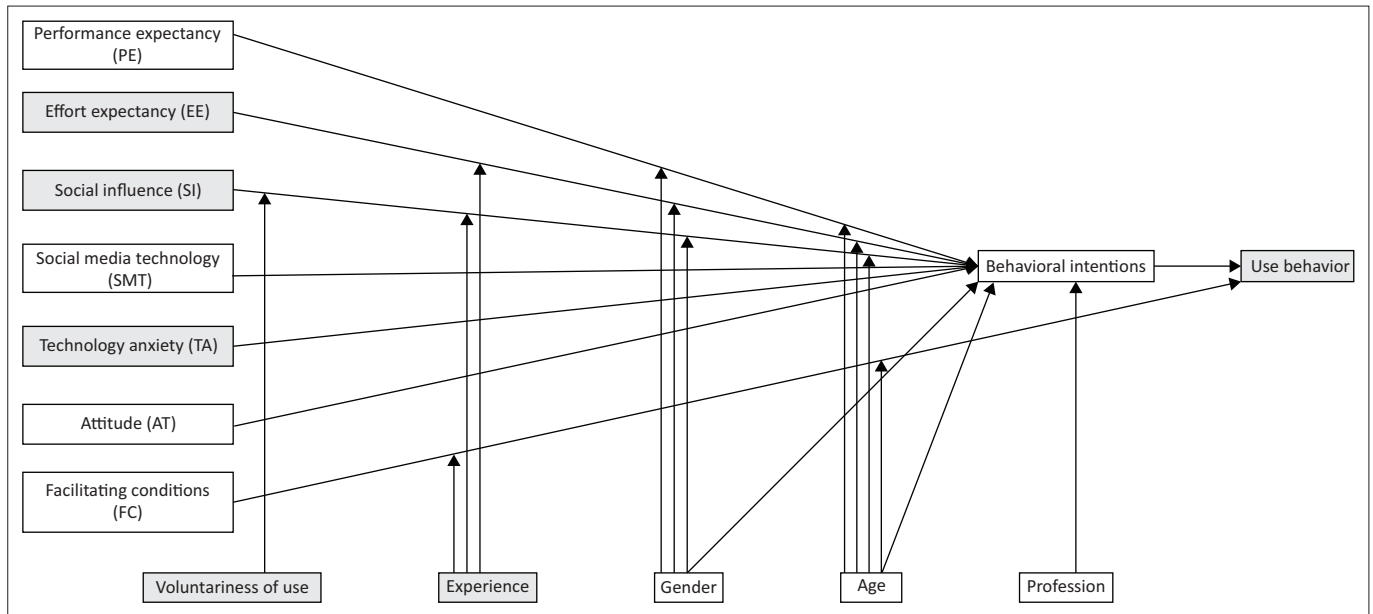 Performance expectancy
(PE)
Effort expectancy (EE)
Social influence (SI)
Social media technology
(SMT)
Technology anxiety (TA)
Attitude (AT)
Facilitating conditions
(FC)
Behavioral intentions
Use behavior
Voluntariness of use
Experience
Gender
Age
Profession